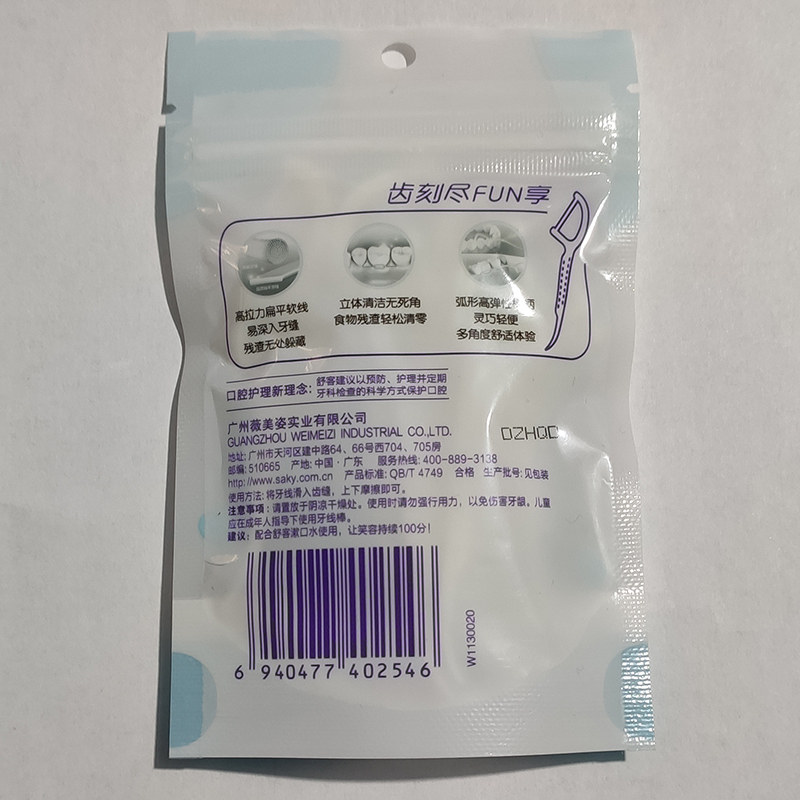 齿刻尽FUN享
高拉力扁平软线
易深入牙缝
残渣无处躲藏
立体清洁无死角
食物残渣轻松清零
弧形高弹性
灵巧轻便
多角度舒适体验
口腔护理新理念:
舒客建议以预防、护理并定期
牙科检查的科学方式保护口腔
广州薇美姿实业有限公司
GUANGZHOU WEIMEIZI INDUSTRIAL CO.,LTD.
地址: 广州市天河区建中路64、66号西704、705房
邮编: 510665 产地: 中国·广东 服务热线: 400-889-3138
http://www.saky.com.cn 产品标准: QB/T 4749 合格 生产批号: 见包装
使用方法: 将牙线滑入齿缝，上下摩擦即可。
注意事项: 请置放于阴凉干燥处。使用时请勿强行用力，以免伤害牙龈。儿童
应在成年人指导下使用牙线棒。
建议: 配合舒客漱口水使用，让笑容持续100分!
DZHQD
6 940477 402546
W1130020